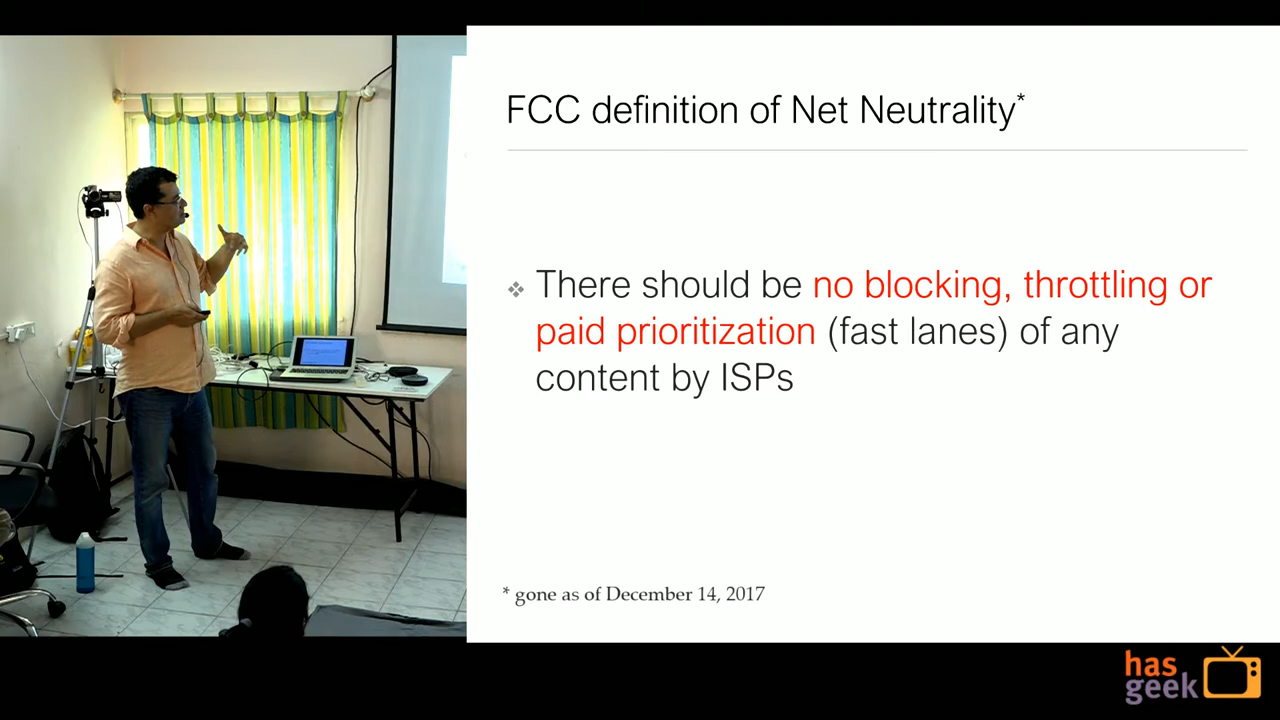 FCC definition of Net Neutrality*
❖ There should be no blocking, throttling or
paid prioritization (fast lanes) of any
content by ISPs
* gone as of December 14, 2017
has
geek